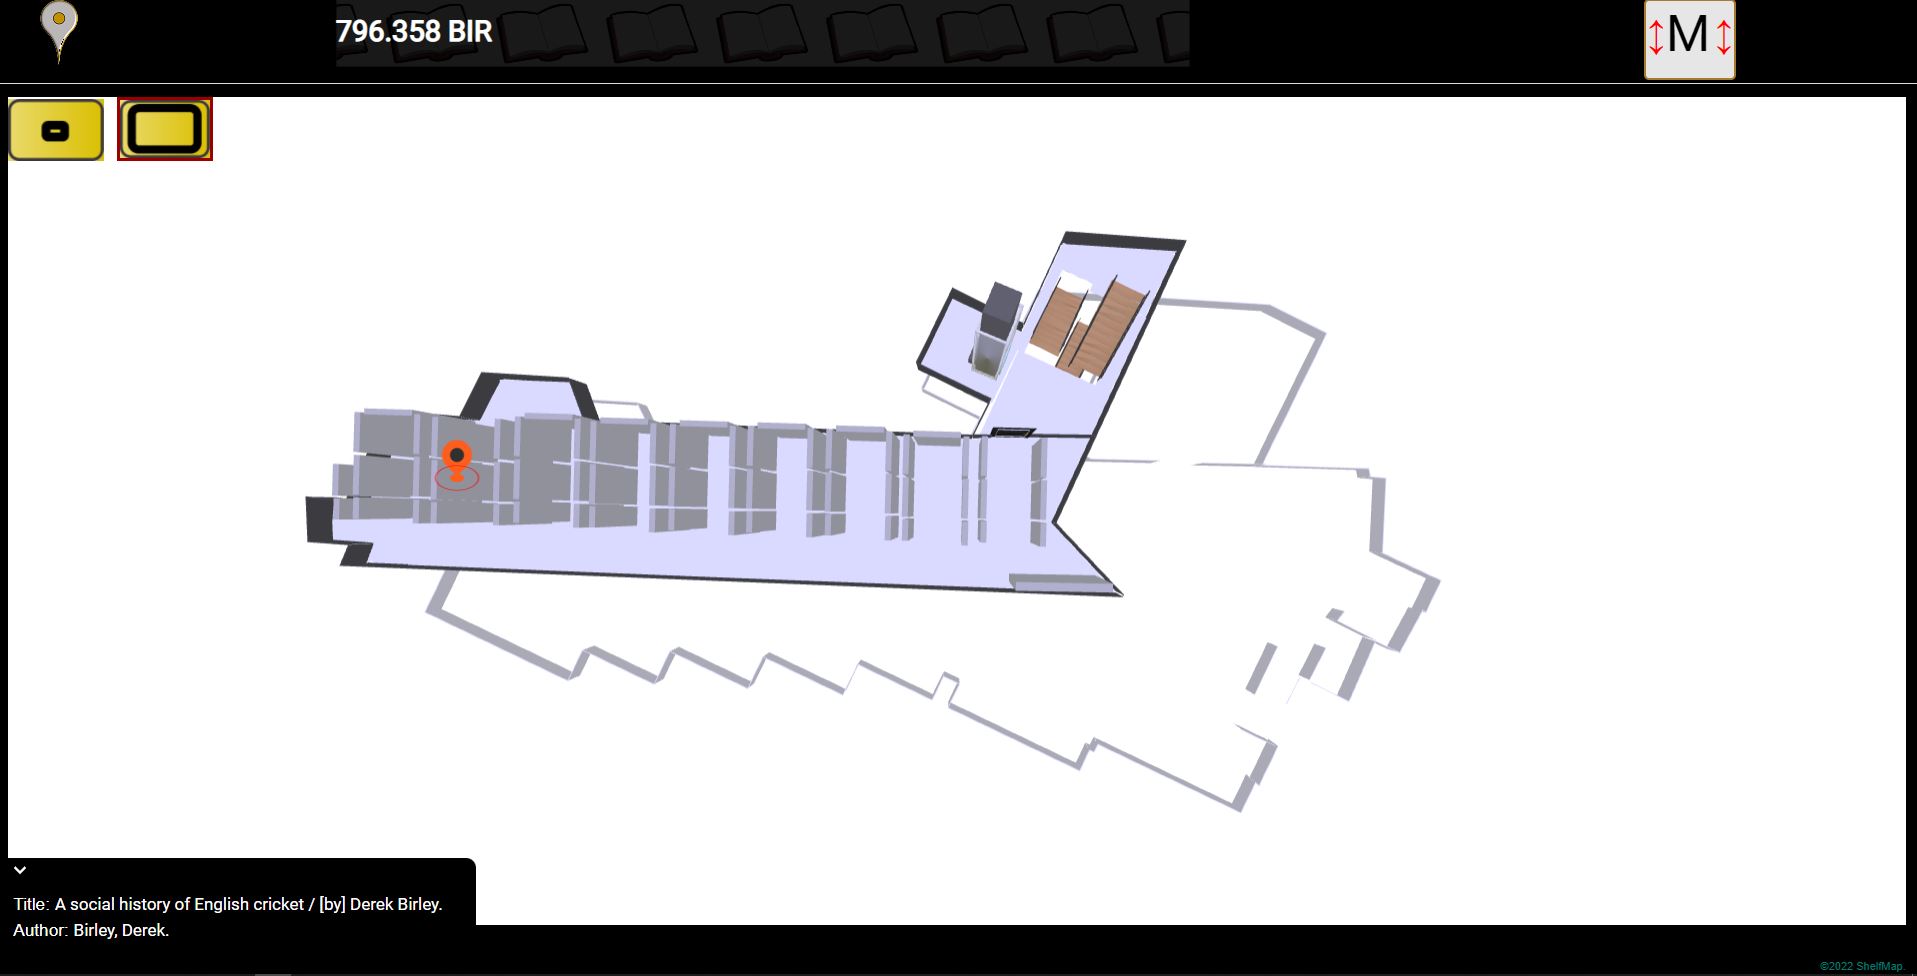 796.358 BIR
↕M↕
Title: A social history of English cricket / [by] Derek Birley.
Author: Birley, Derek.
©2022 ShelfMap.